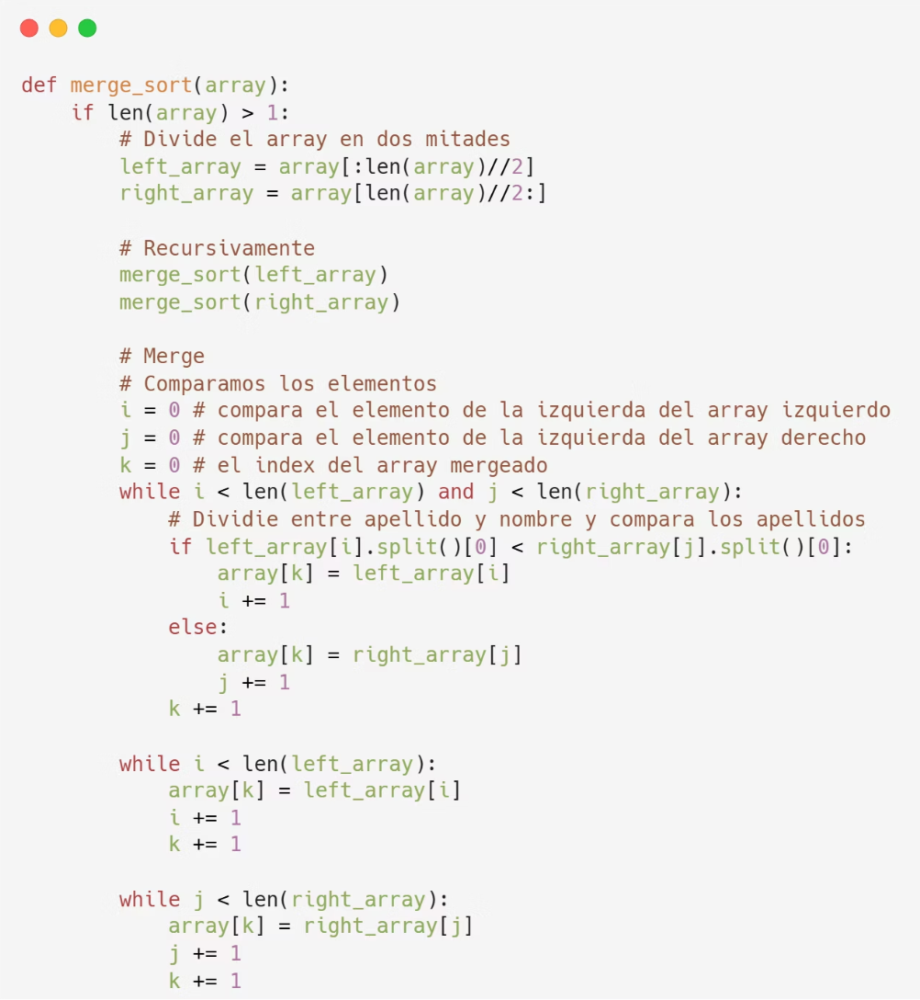 def merge_sort(array):
    if len(array) > 1:
        # Divide el array en dos mitades
        left_array = array[:len(array)//2]
        right_array = array[len(array)//2:]

        # Recursivamente
        merge_sort(left_array)
        merge_sort(right_array)

        # Merge
        # Comparamos los elementos
        i = 0 # compara el elemento de la izquierda del array izquierdo
        j = 0 # compara el elemento de la izquierda del array derecho
        k = 0 # el index del array mergeado
        while i < len(left_array) and j < len(right_array):
            # Dividie entre apellido y nombre y compara los apellidos
            if left_array[i].split()[0] < right_array[j].split()[0]:
                array[k] = left_array[i]
                i += 1
            else:
                array[k] = right_array[j]
                j += 1
            k += 1

        while i < len(left_array):
            array[k] = left_array[i]
            i += 1
            k += 1

        while j < len(right_array):
            array[k] = right_array[j]
            j += 1
            k += 1